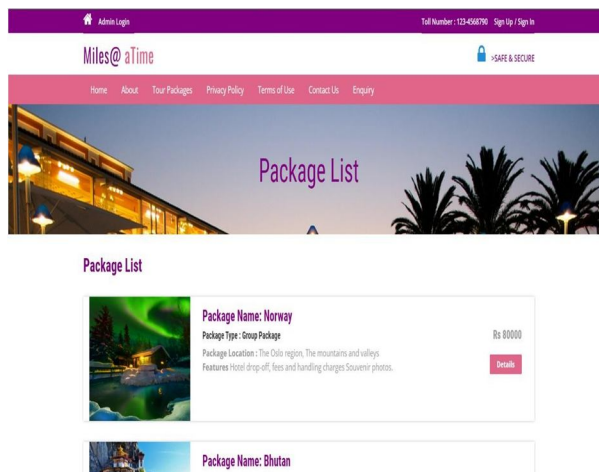 Admin Login
Toll Number : 123-4568790 Sign Up / Sign In
Miles@ aTime
>SAFE & SECURE
Home About Tour Packages Privacy Policy Terms of Use Contact Us Enquiry
Package List
Package List
Package Name: Norway
Package Type : Group Package
Rs 80000
Package Location : The Oslo region, The mountains and valleys
Features Hotel drop-off, fees and handling charges Souvenir photos.
Details
Package Name: Bhutan